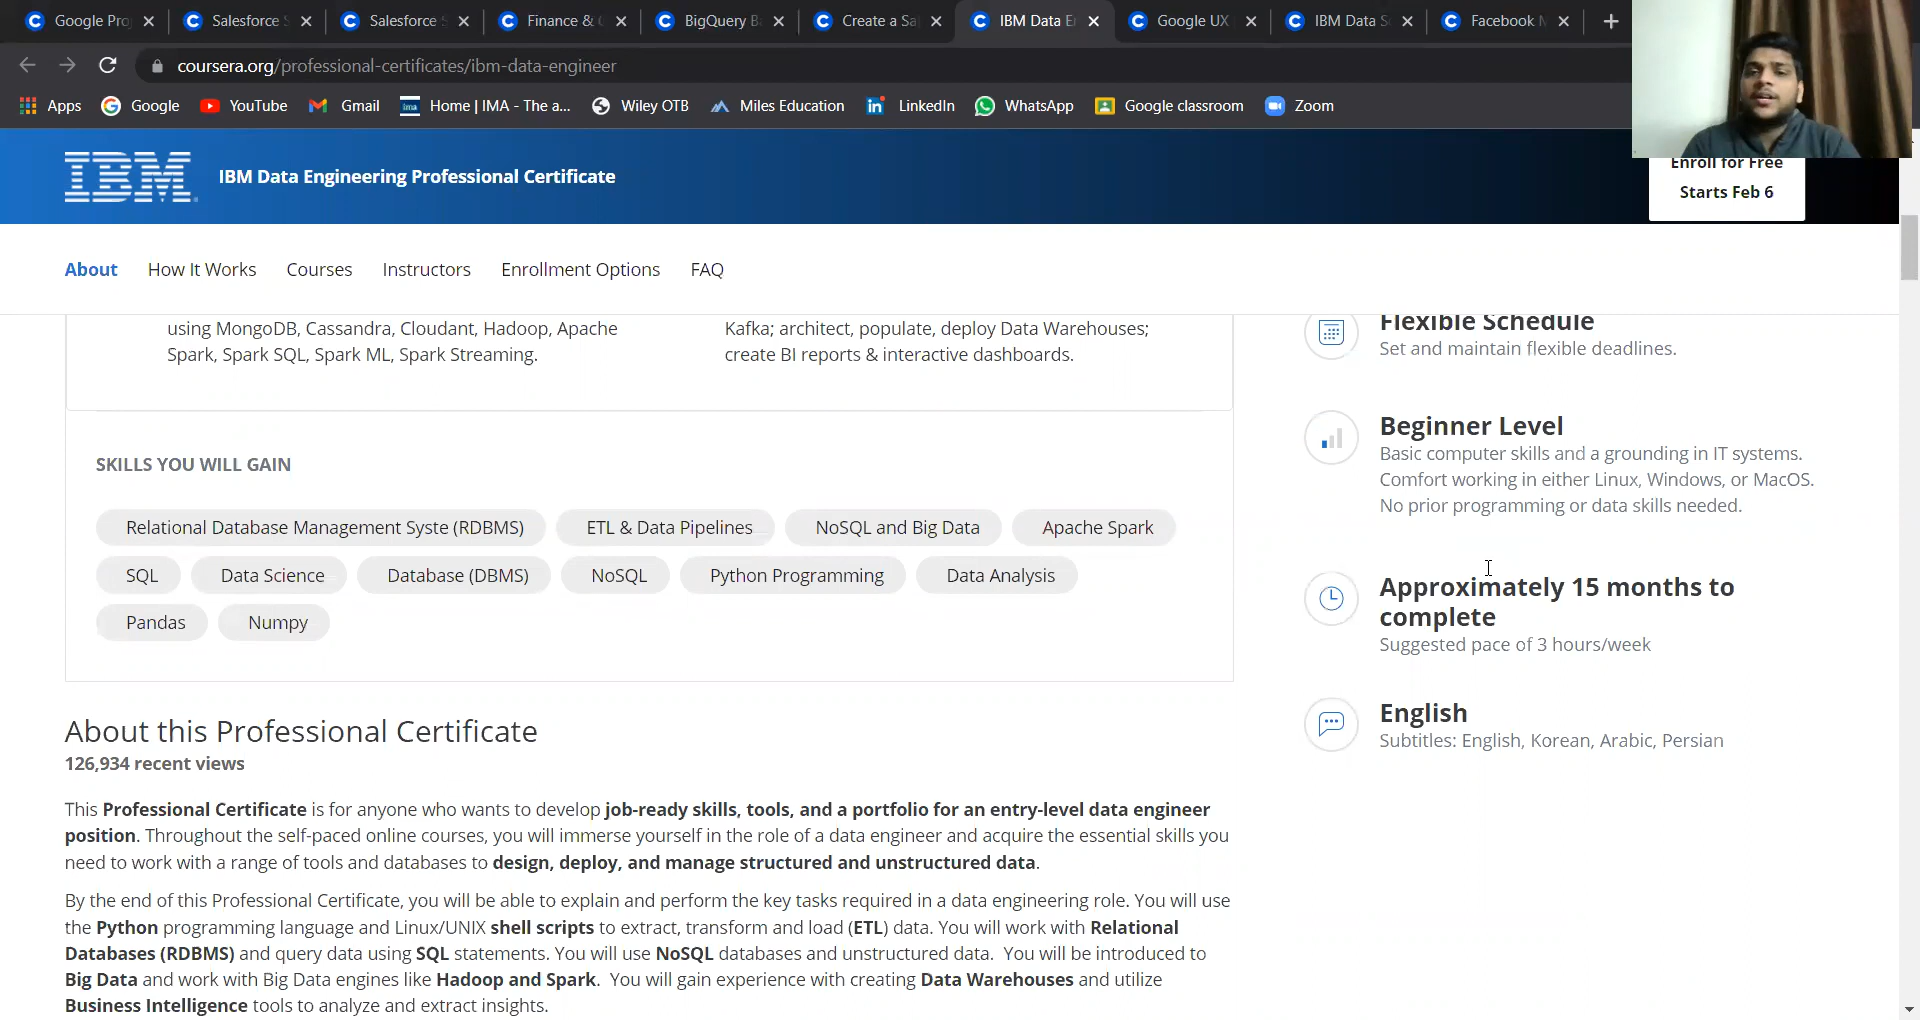 Google Pro
Salesforce S
Salesforce S
Finance &
BigQuery B
Create a Sa
IBM Data E
Google UX
IBM Data S
Facebook M
coursera.org/professional-certificates/ibm-data-engineer
Apps
Google
YouTube
Gmail
ima
Home | IMA - The a...
Wiley OTB
Miles Education
LinkedIn
WhatsApp
Google classroom
Zoom
IBM
IBM Data Engineering Professional Certificate
Enroll for Free
Starts Feb 6
About
How It Works
Courses
Instructors
Enrollment Options
FAQ
using MongoDB, Cassandra, Cloudant, Hadoop, Apache
Spark, Spark SQL, Spark ML, Spark Streaming.
Kafka; architect, populate, deploy Data Warehouses;
create BI reports & interactive dashboards.
Flexible Schedule
Set and maintain flexible deadlines.
SKILLS YOU WILL GAIN
Relational Database Management Syste (RDBMS)
ETL & Data Pipelines
NoSQL and Big Data
Apache Spark
SQL
Data Science
Database (DBMS)
NoSQL
Python Programming
Data Analysis
Pandas
Numpy
Beginner Level
Basic computer skills and a grounding in IT systems.
Comfort working in either Linux, Windows, or MacOS.
No prior programming or data skills needed.
Approximately 15 months to
complete
Suggested pace of 3 hours/week
English
Subtitles: English, Korean, Arabic, Persian
About this Professional Certificate
126,934 recent views
This Professional Certificate is for anyone who wants to develop job-ready skills, tools, and a portfolio for an entry-level data engineer
position. Throughout the self-paced online courses, you will immerse yourself in the role of a data engineer and acquire the essential skills you
need to work with a range of tools and databases to design, deploy, and manage structured and unstructured data.
By the end of this Professional Certificate, you will be able to explain and perform the key tasks required in a data engineering role. You will use
the Python programming language and Linux/UNIX shell scripts to extract, transform and load (ETL) data. You will work with Relational
Databases (RDBMS) and query data using SQL statements. You will use NoSQL databases and unstructured data. You will be introduced to
Big Data and work with Big Data engines like Hadoop and Spark. You will gain experience with creating Data Warehouses and utilize
Business Intelligence tools to analyze and extract insights.